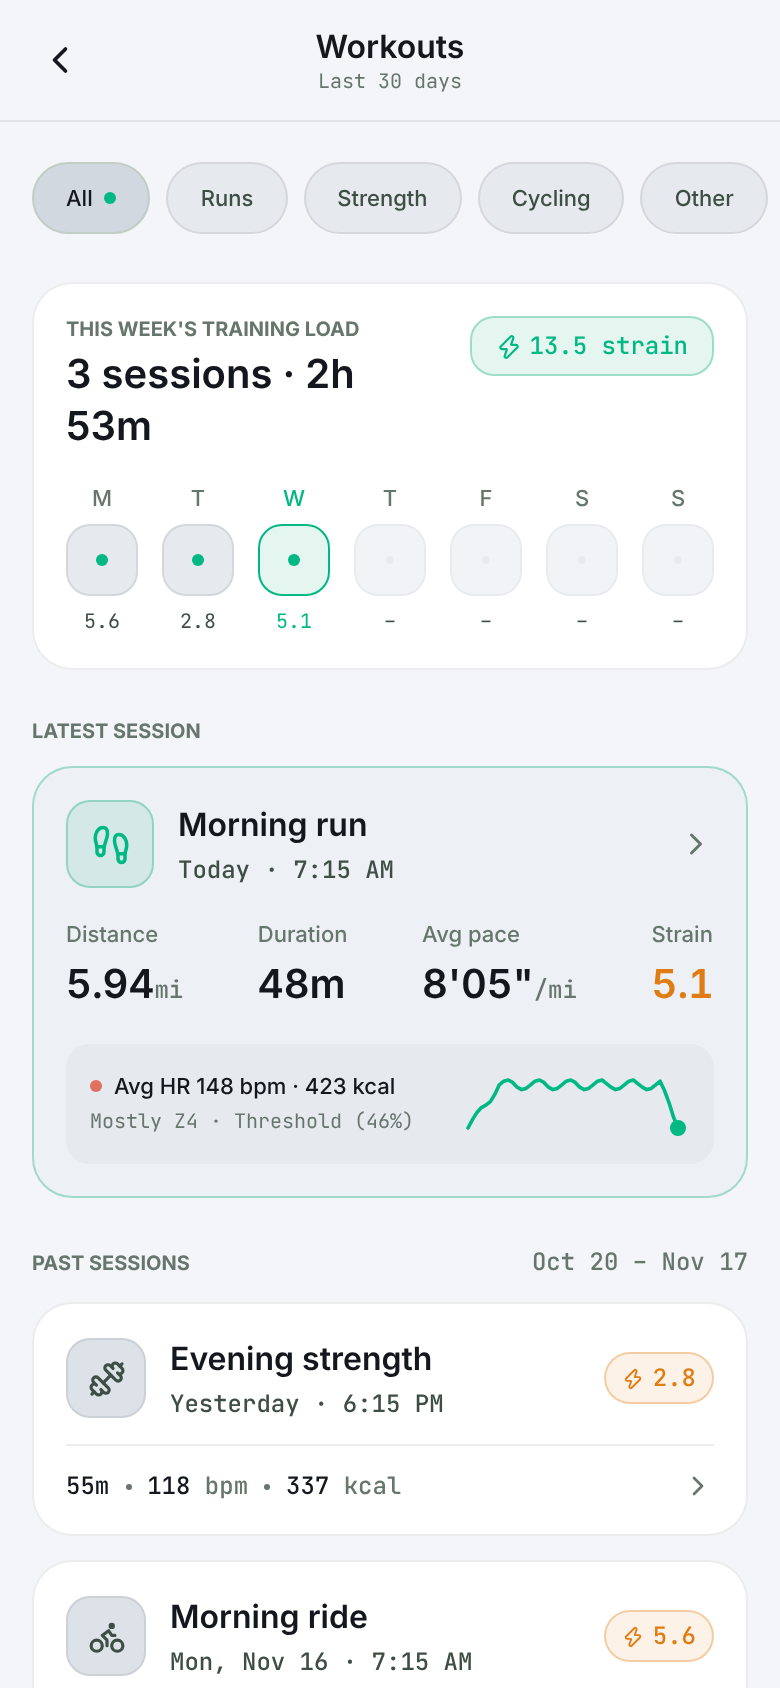 Workouts
Last 30 days
All
Runs
Strength
Cycling
Other
THIS WEEK'S TRAINING LOAD
3 sessions · 2h
53m
13.5 strain
M T W T F S S
5.6 2.8 5.1 – – – –
LATEST SESSION
Morning run
Today · 7:15 AM
Distance Duration Avg pace Strain
5.94mi 48m 8'05"/mi 5.1
Avg HR 148 bpm · 423 kcal
Mostly Z4 · Threshold (46%)
PAST SESSIONS
Oct 20 – Nov 17
Evening strength
Yesterday · 6:15 PM
2.8
55m • 118 bpm • 337 kcal
Morning ride
Mon, Nov 16 · 7:15 AM
5.6